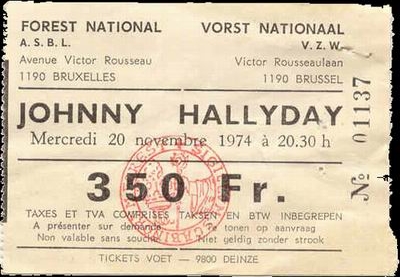 FOREST NATIONAL VORST NATIONAAL
A.S.B.L. V.Z.W.
Avenue Victor Rousseau Victor Rousseaulaan
1190 BRUXELLES 1190 BRUSSEL
JOHNNY HALLYDAY
Mercredi 20 novembre 1974 à 20.30 h
350 Fr.
TAXES ET TVA COMPRISES TAKSEN EN BTW INBEGREPEN
A présenter sur demande. Te tonen op aanvraag
Non valable sans souche Niet geldig zonder strook
TICKETS VOET — 9800 DEINZE
No 01137